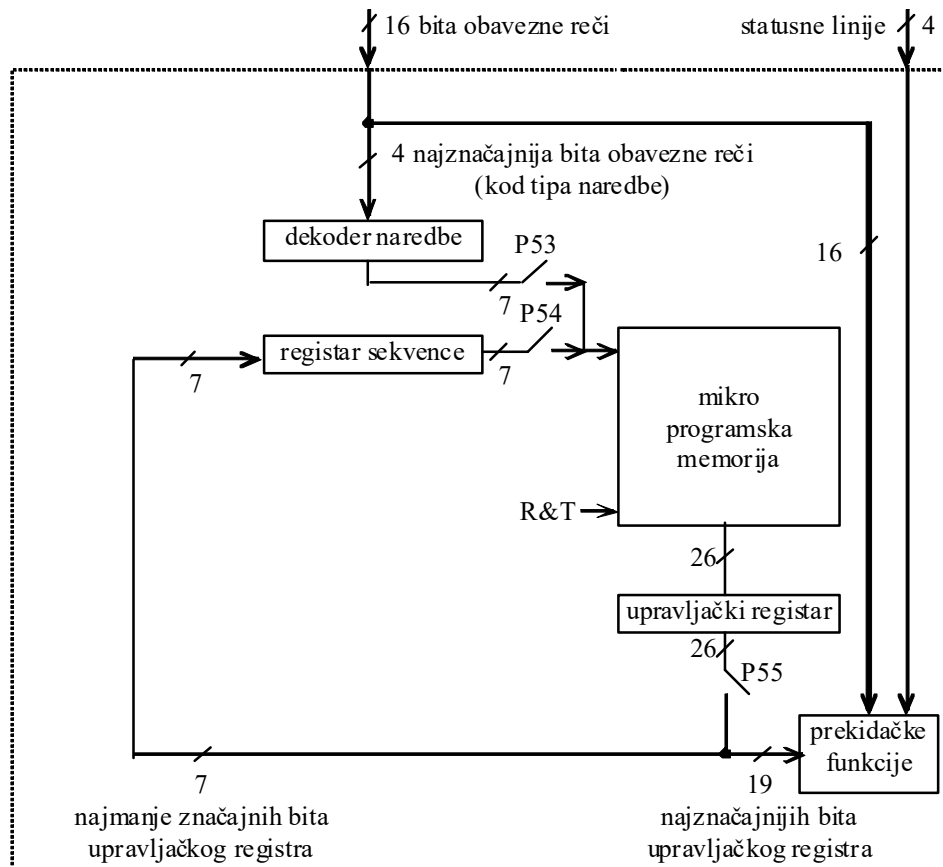 16 bita obavezne reči
statusne linije
4
4 najznačajnija bita obavezne reči
(kod tipa naredbe)
dekoder naredbe
P53
16
7
P54
registar sekvence
7
7
mikro
programska
memorija
R&T
26
upravljački registar
26
P55
prekidačke
funkcije
7
19
najmanje značajnih bita
upravljačkog registra
najznačajnijih bita
upravljačkog registra